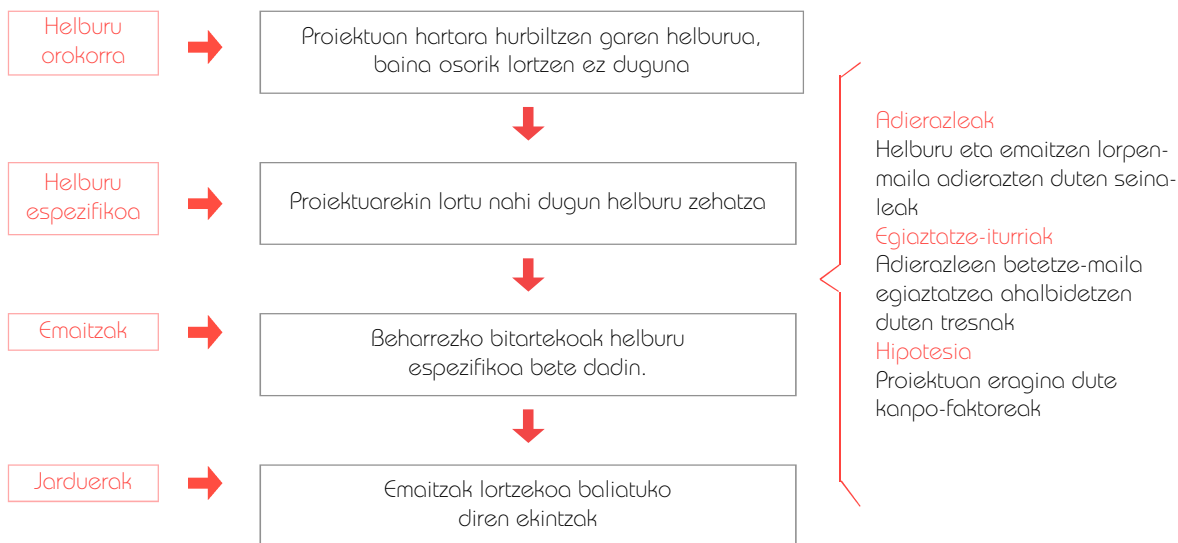 Helburu
orokorra
Proiektuan hartara hurbiltzen garen helburua,
baina osorik lortzen ez duguna
Helburu
espezifikoa
Proiektuarekin lortu nahi dugun helburu zehatza
Emaitzak
Beharrezko bitartekoak helburu
espezifikoa bete dadin.
Jarduerak
Emaitzak lortzekoa baliatuko
diren ekintzak
Adierazleak
Helburu eta emaitzen lorpen-
maila adierazten duten seina-
leak
Egiaztatze-iturriak
Adierazleen betetze-maila
egiaztatzea ahalbidetzen
duten tresnak
Hipotesia
Proiektuan eragina dute
kanpo-faktoreak